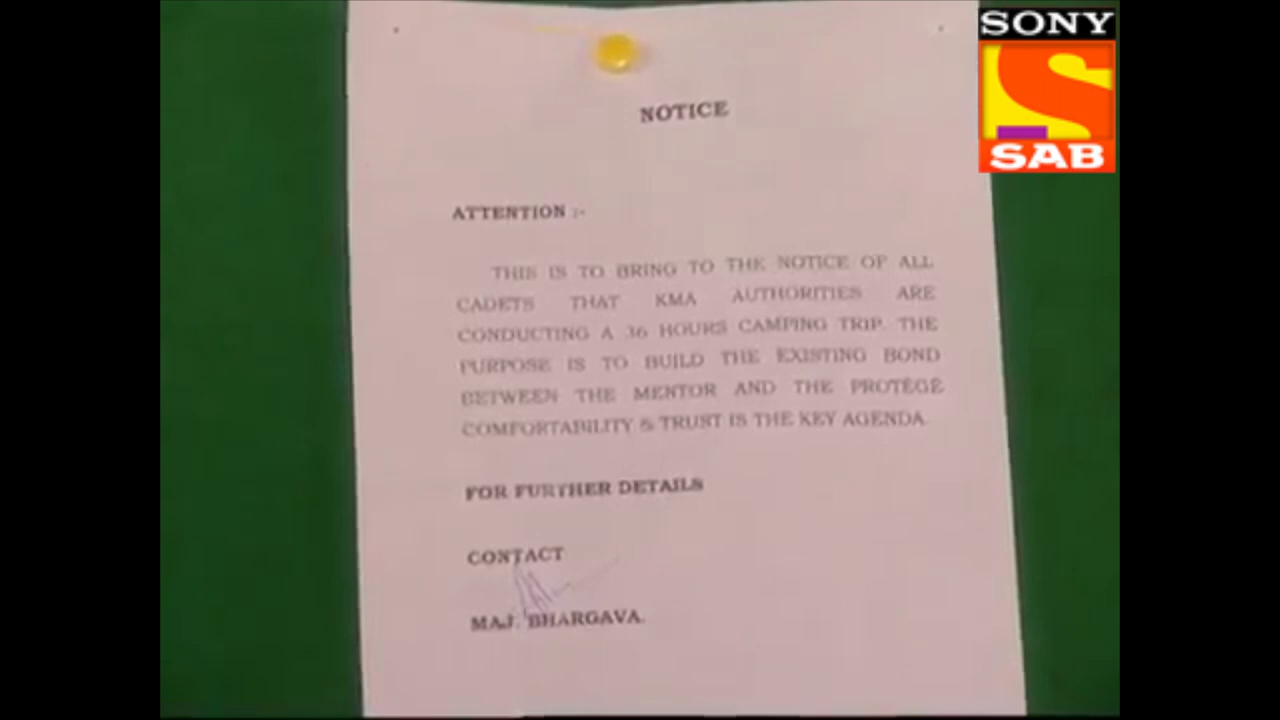 SONY
SAB
NOTICE
ATTENTION :-
THIS IS TO BRING TO THE NOTICE OF ALL
CADETS THAT KMA AUTHORITIES ARE
CONDUCTING A 36 HOURS CAMPING TRIP. THE
PURPOSE IS TO BUILD THE EXISTING BOND
BETWEEN THE MENTOR AND THE PROTÉGÉ
COMFORTABILITY & TRUST IS THE KEY AGENDA.
FOR FURTHER DETAILS
CONTACT
MAJ. BHARGAVA.